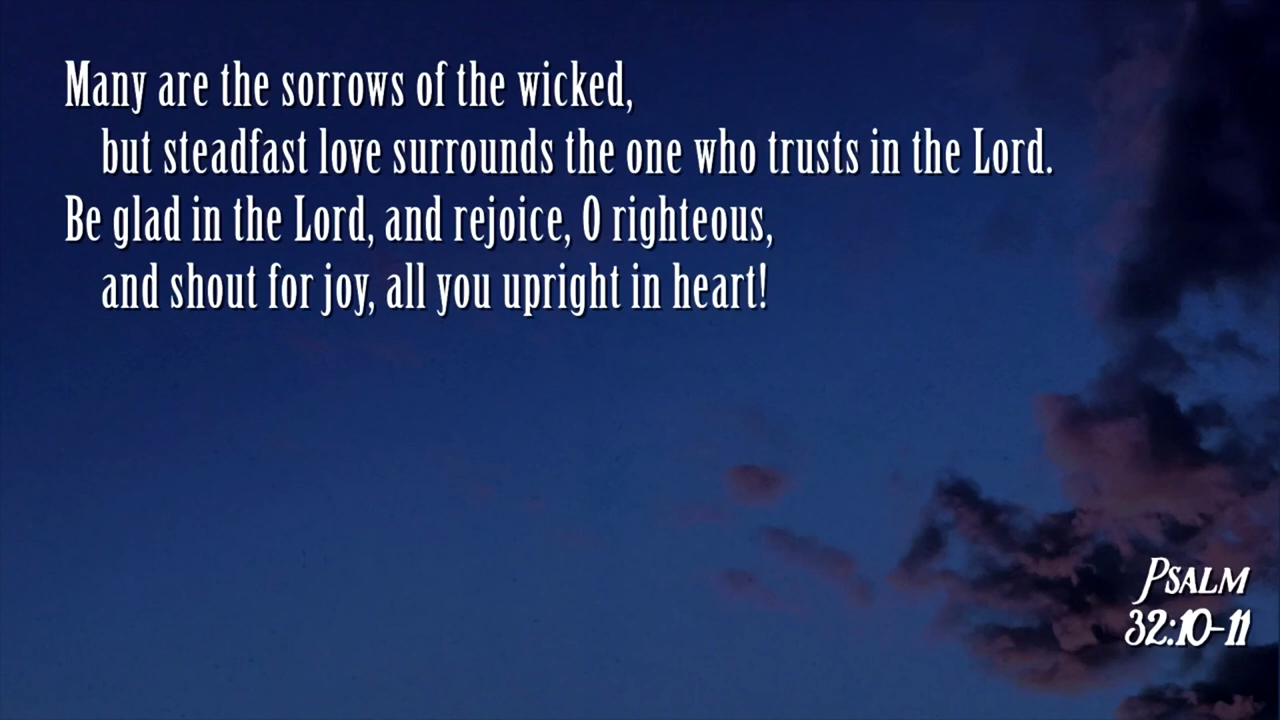 Many are the sorrows of the wicked,
but steadfast love surrounds the one who trusts in the Lord.
Be glad in the Lord, and rejoice, O righteous,
and shout for joy, all you upright in heart!
Psalm
32:10-11